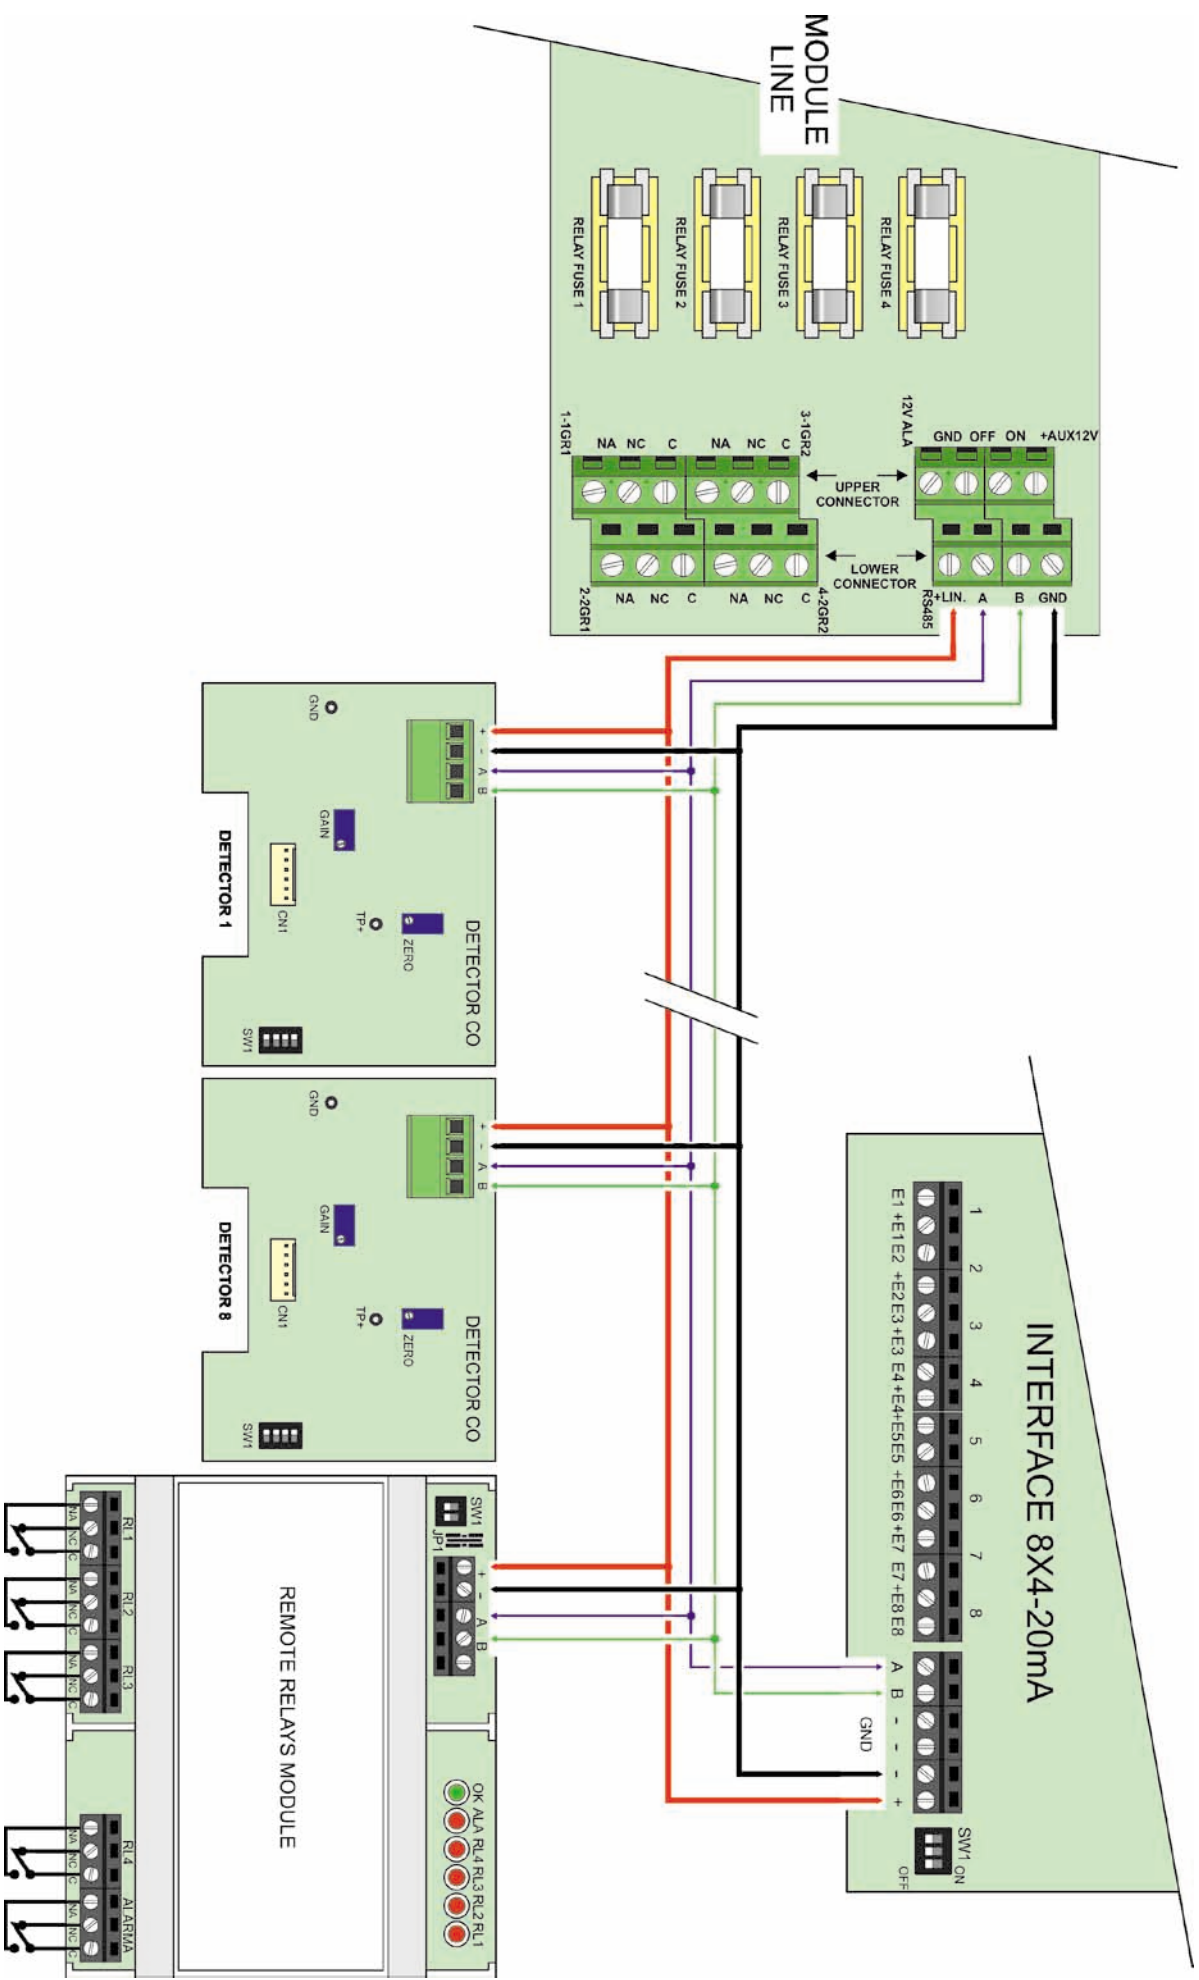 MODULE
LINE
RELAY FUSE 1
RELAY FUSE 2
RELAY FUSE 3
RELAY FUSE 4
1-1GR1
NA NC C
NA NC C
3-1GR2
12V ALA
GND OFF ON +AUX12V
UPPER
CONNECTOR
LOWER
CONNECTOR
2-2GR1
NA NC C
NA NC C
4-2GR2
RS485
+LIN. A B GND
GND
+ - A B
GAIN
CN1
TP+
ZERO
DETECTOR CO
DETECTOR 1
SW1
GND
+ - A B
GAIN
CN1
TP+
ZERO
DETECTOR CO
DETECTOR 8
SW1
INTERFACE 8X4-20mA
1 2 3 4 5 6 7 8
E1 +E1 E2 +E2 E3 +E3 E4 +E4 +E5 E5 +E6 E6 +E7 E7 +E8 E8
A B - - - +
GND
SW1
ON
OFF
SW1
JP1
+ - A B
REMOTE RELAYS MODULE
OK ALA RL4 RL3 RL2 RL1
RL1 RL2 RL3
NA NC C NA NC C NA NC C
RL4 ALARMA
NA NC C NA NC C